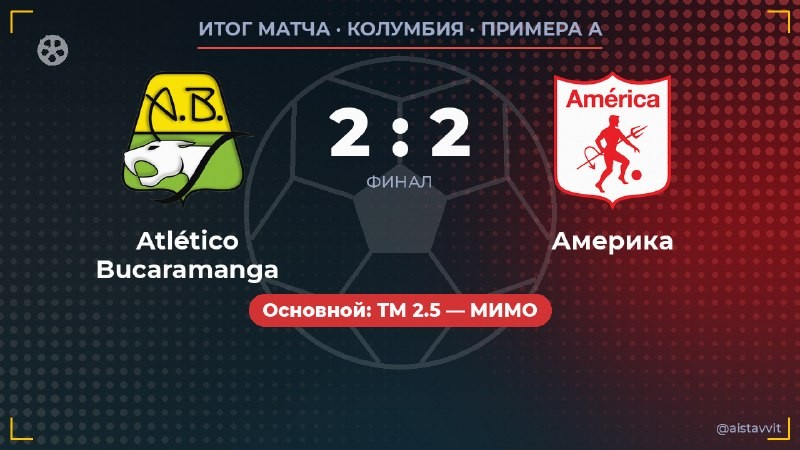 ИТОГ МАТЧА · КОЛУМБИЯ · ПРИМЕРА А
A.B.
América
2 : 2
ФИНАЛ
Atlético
Bucaramanga
Америка
Основной: ТМ 2.5 — МИМО
@aistavvit